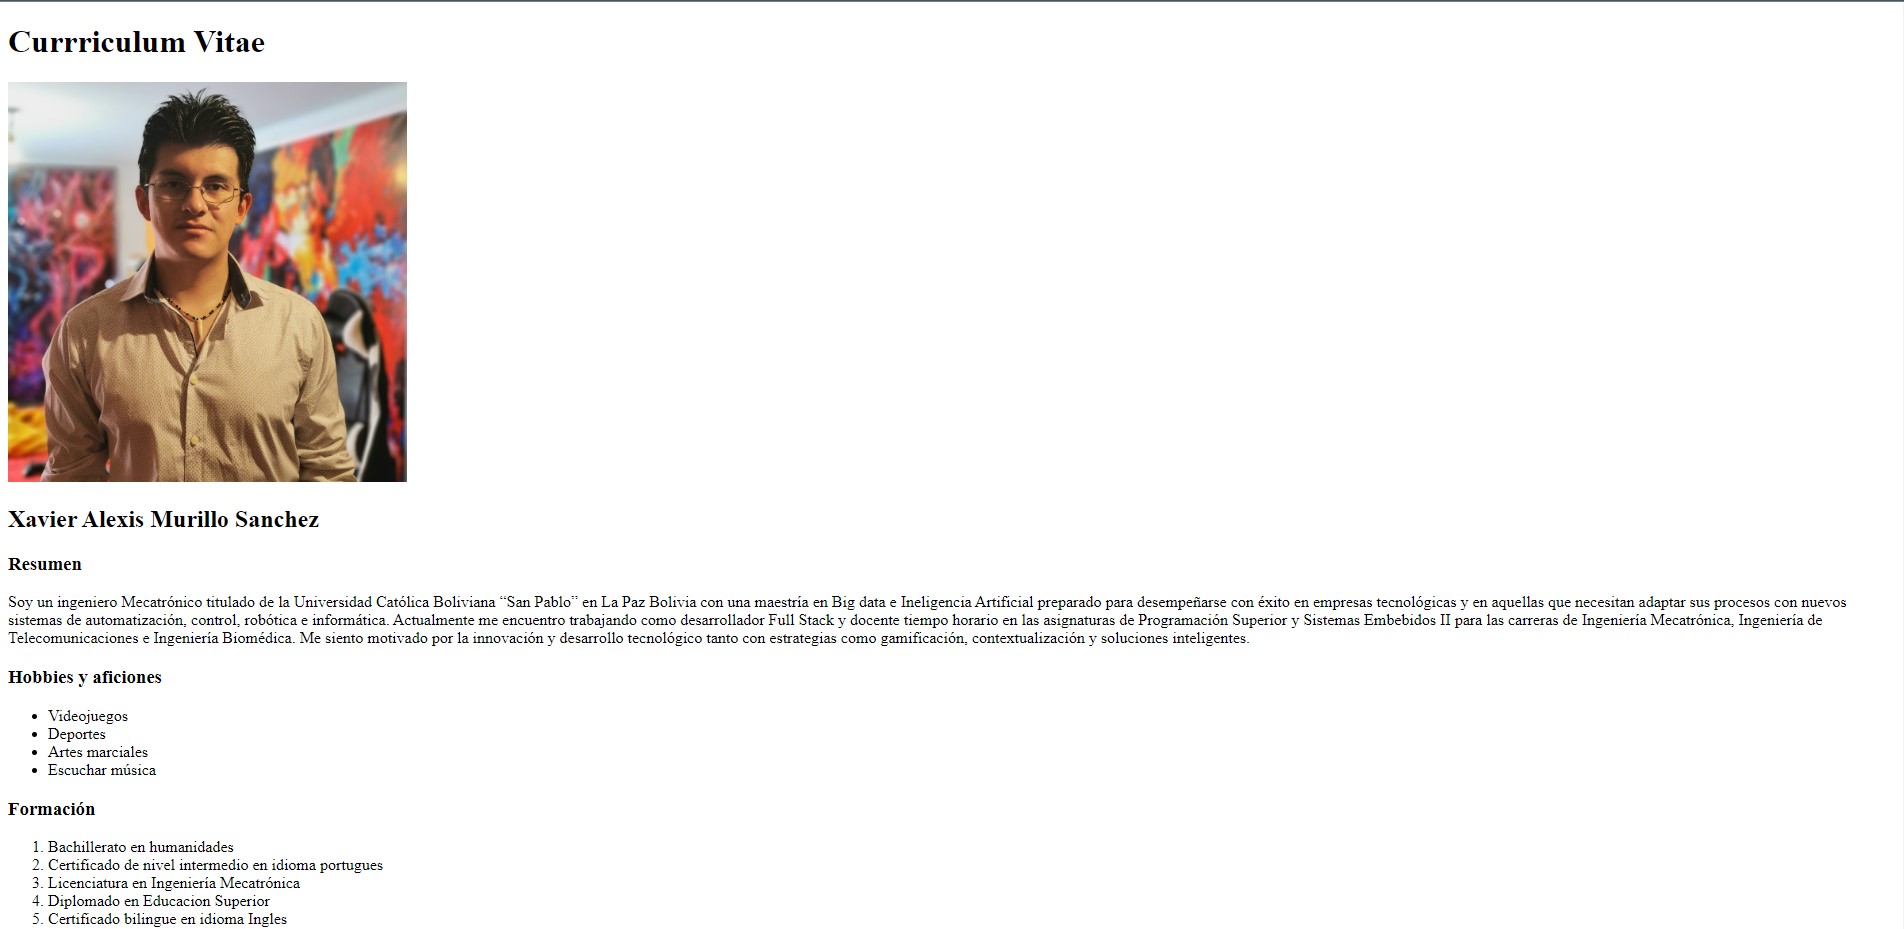 Currriculum Vitae
Xavier Alexis Murillo Sanchez
Resumen
Soy un ingeniero Mecatrónico titulado de la Universidad Católica Boliviana “San Pablo” en La Paz Bolivia con una maestría en Big data e Ineligencia Artificial preparado para desempeñarse con éxito en empresas tecnológicas y en aquellas que necesitan adaptar sus procesos con nuevos
sistemas de automatización, control, robótica e informática. Actualmente me encuentro trabajando como desarrollador Full Stack y docente tiempo horario en las asignaturas de Programación Superior y Sistemas Embebidos II para las carreras de Ingeniería Mecatrónica, Ingeniería de
Telecomunicaciones e Ingeniería Biomédica. Me siento motivado por la innovación y desarrollo tecnológico tanto con estrategias como gamificación, contextualización y soluciones inteligentes.
Hobbies y aficiones
• Videojuegos
• Deportes
• Artes marciales
• Escuchar música
Formación
1. Bachillerato en humanidades
2. Certificado de nivel intermedio en idioma portugues
3. Licenciatura en Ingeniería Mecatrónica
4. Diplomado en Educacion Superior
5. Certificado bilingue en idioma Ingles